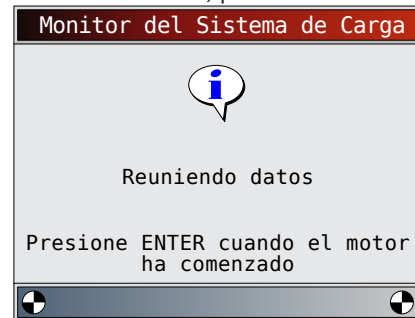 Monitor del Sistema de Carga
i
Reuniendo datos
Presione ENTER cuando el motor
ha comenzado